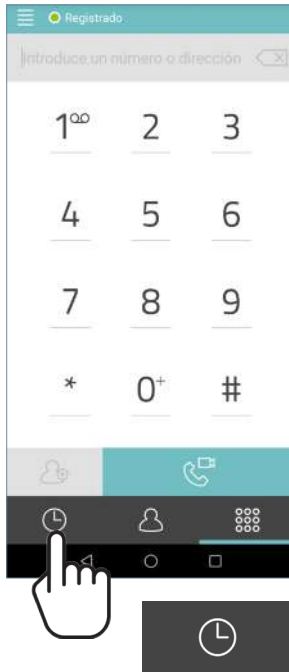 Registrado
Introduce un número o dirección
1 2 3
4 5 6
7 8 9
* 0+ #